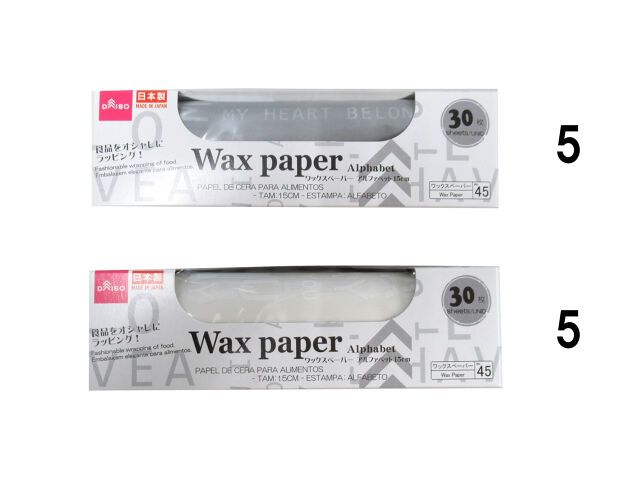 DAISO
日本製
MADE IN JAPAN
MY HEART BELON
30枚
sheets/UNID
食品をオシャレに
ラッピング!
Fashionable wrapping of food.
Embalaxem elegante para alimentos.
Wax paper Alphabet
ワックスペーパー アルファベット15cm
PAPEL DE CERA PARA ALIMENTOS
- TAM:15CM - ESTAMPA: ALFABETO
ワックスペーパー
Wax Paper
No. 45
VEA
HAV
5
DAISO
日本製
MADE IN JAPAN
30枚
sheets/UNID
食品をオシャレに
ラッピング!
Fashionable wrapping of food.
Embalaxem elegante para alimentos.
Wax paper Alphabet
ワックスペーパー アルファベット15cm
PAPEL DE CERA PARA ALIMENTOS
- TAM:15CM - ESTAMPA: ALFABETO
ワックスペーパー
Wax Paper
No. 45
VEA
HAV
5